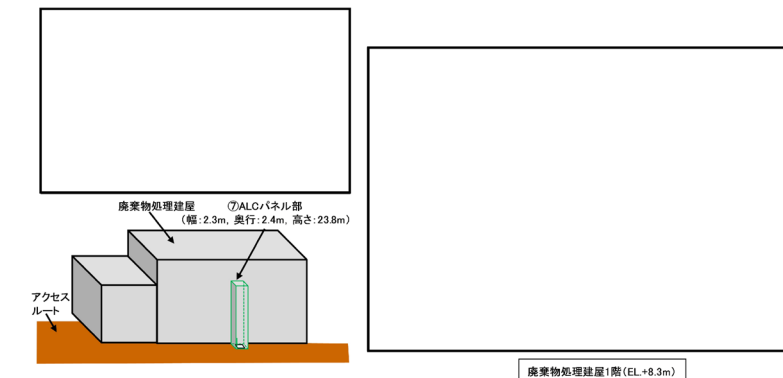 廃棄物処理建屋
⑦ALCパネル部
(幅:2.3m, 奥行:2.4m, 高さ:23.8m)
アクセス
ルート
廃棄物処理建屋1階(EL.+8.3m)